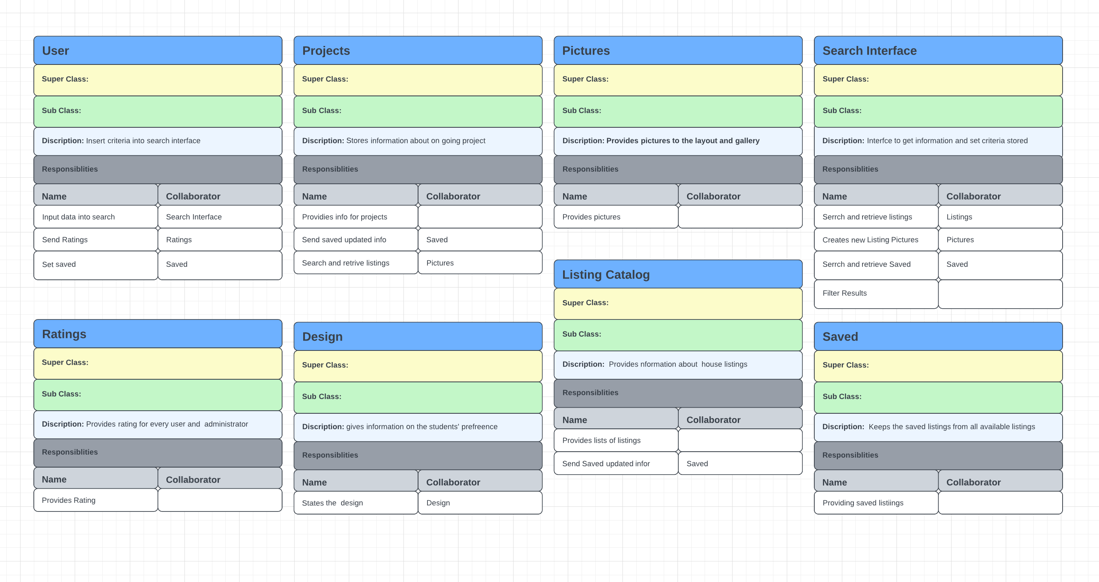 User
Super Class:
Sub Class:
Discription: Insert criteria into search interface
Responsiblities
Name Collaborator
Input data into search Search Interface
Send Ratings Ratings
Set saved Saved
Projects
Super Class:
Sub Class:
Discription: Stores information about on going project
Responsiblities
Name Collaborator
Providies info for projects
Send saved updated info Saved
Search and retrive listings Pictures
Pictures
Super Class:
Sub Class:
Discription: Provides pictures to the layout and gallery
Responsiblities
Name Collaborator
Provides pictures
Search Interface
Super Class:
Sub Class:
Discription: Interfce to get information and set criteria stored
Responsiblities
Name Collaborator
Serrch and retrieve listings Listings
Creates new Listing Pictures Pictures
Serrch and retrieve Saved Saved
Filter Results
Ratings
Super Class:
Sub Class:
Discription: Provides rating for every user and administrator
Responsiblities
Name Collaborator
Provides Rating
Design
Super Class:
Sub Class:
Discription: gives information on the students' prefreence
Responsiblities
Name Collaborator
States the design Design
Listing Catalog
Super Class:
Sub Class:
Discription: Provides nformation about house listings
Responsiblities
Name Collaborator
Provides lists of listings
Send Saved updated infor Saved
Saved
Super Class:
Sub Class:
Discription: Keeps the saved listings from all available listings
Responsiblities
Name Collaborator
Providing saved listiings